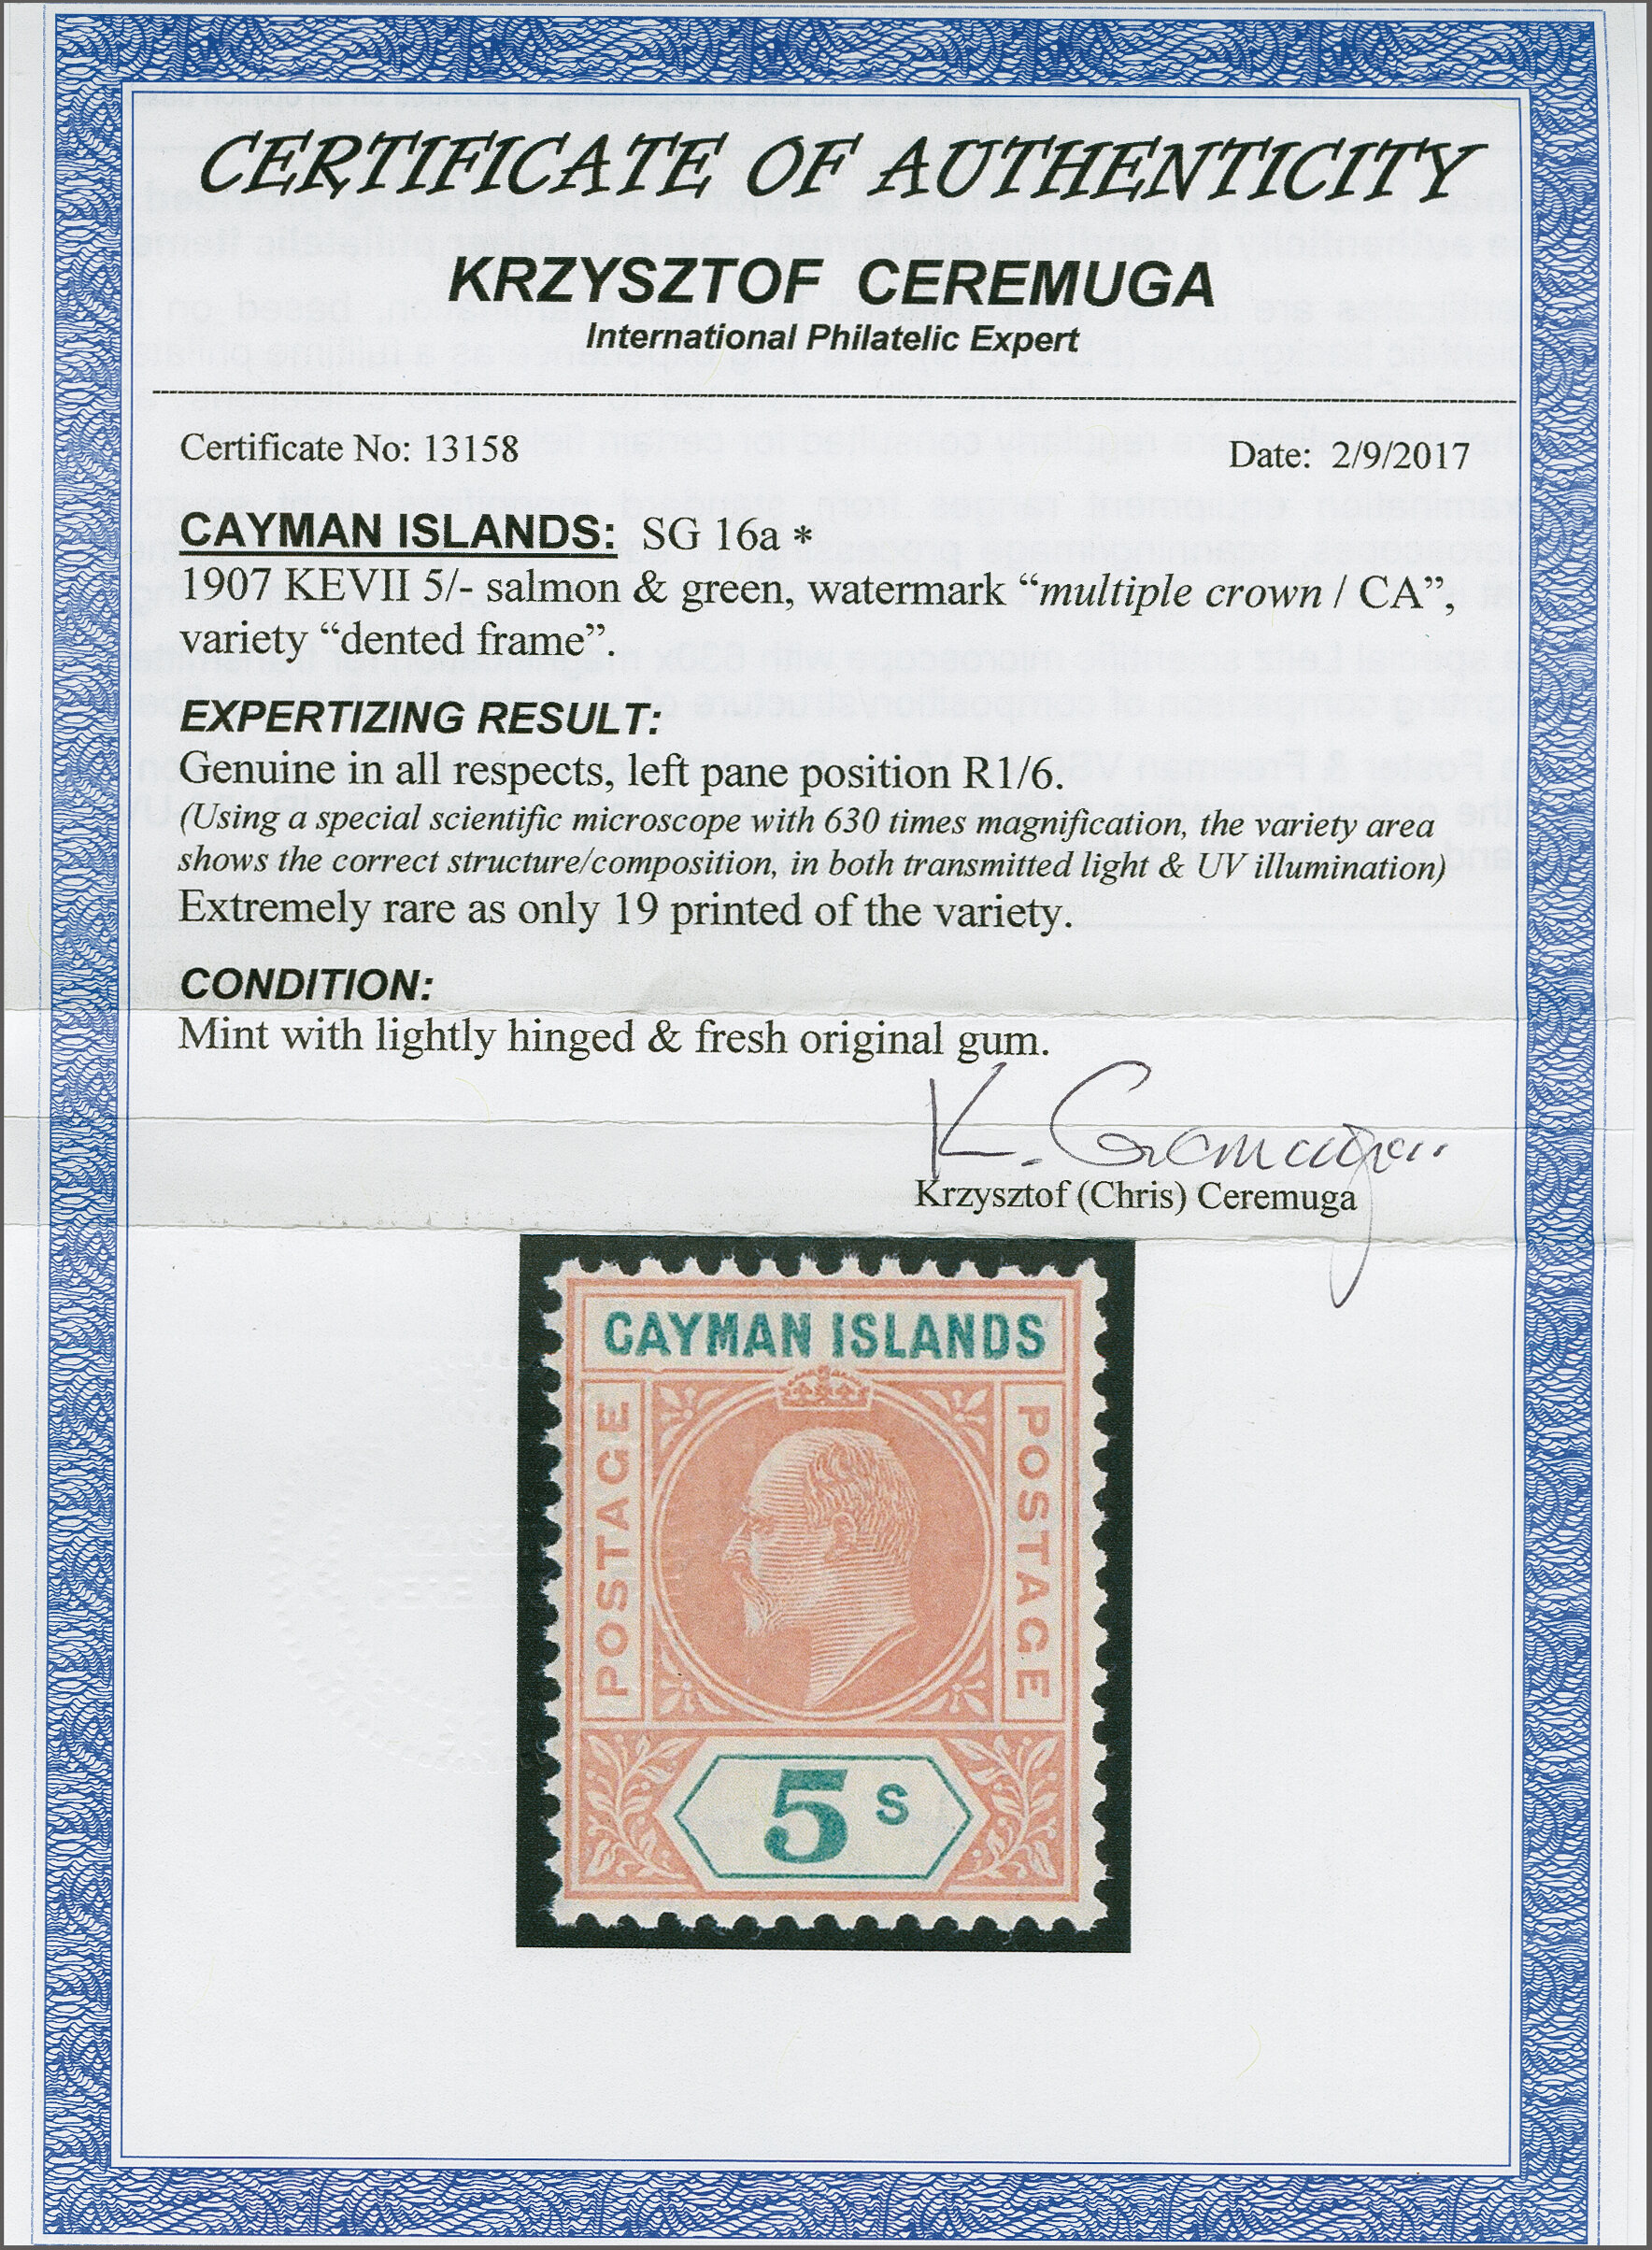 CERTIFICATE OF AUTHENTICITY
KRZYSZTOF CEREMUGA
International Philatelic Expert
Certificate No: 13158
Date: 2/9/2017
CAYMAN ISLANDS: SG 16a *
1907 KEVII 5/- salmon & green, watermark “multiple crown / CA”,
variety “dented frame”.
EXPERTIZING RESULT:
Genuine in all respects, left pane position R1/6.
(Using a special scientific microscope with 630 times magnification, the variety area
shows the correct structure/composition, in both transmitted light & UV illumination)
Extremely rare as only 19 printed of the variety.
CONDITION:
Mint with lightly hinged & fresh original gum.
K. Ceremuga
Krzysztof (Chris) Ceremuga
CAYMAN ISLANDS
POSTAGE
POSTAGE
5s